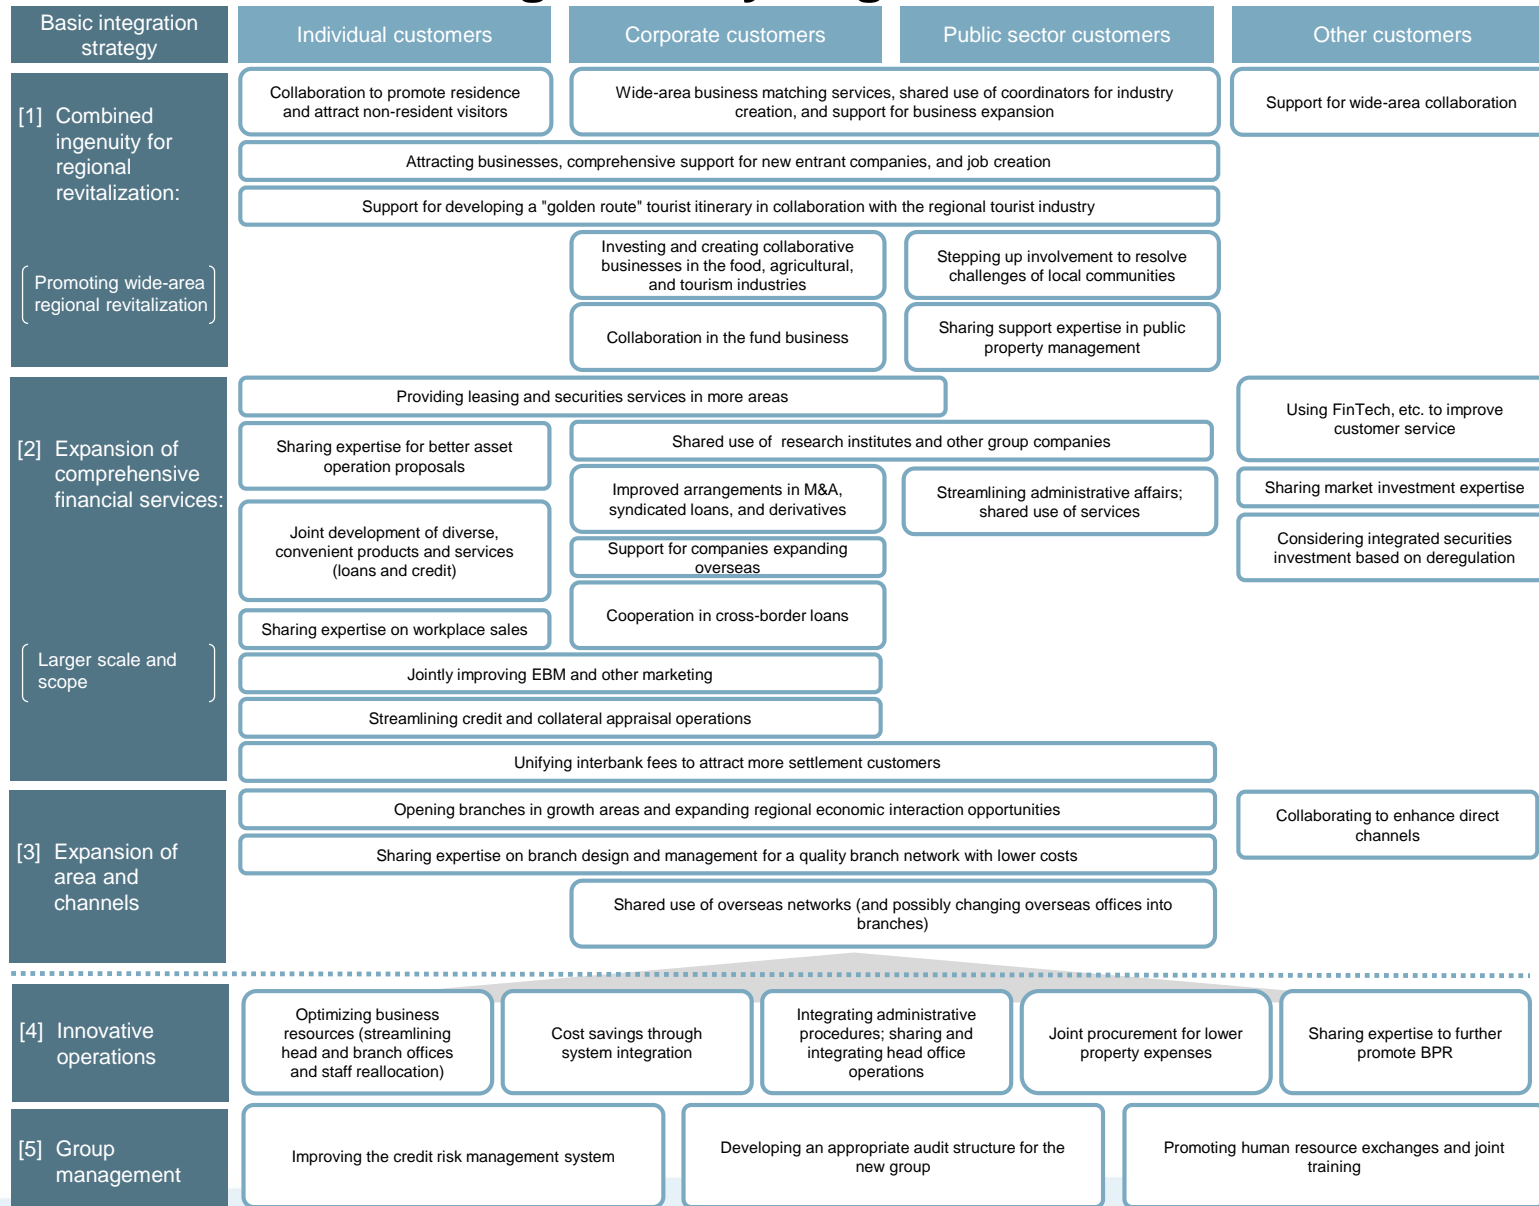 Basic integration
strategy
Individual customers
Corporate customers
Public sector customers
Other customers
[1] Combined
ingenuity for
regional
revitalization:
Promoting wide-area
regional revitalization
Collaboration to promote residence
and attract non-resident visitors
Wide-area business matching services, shared use of coordinators for industry
creation, and support for business expansion
Support for wide-area collaboration
Attracting businesses, comprehensive support for new entrant companies, and job creation
Support for developing a "golden route" tourist itinerary in collaboration with the regional tourist industry
Investing and creating collaborative
businesses in the food, agricultural,
and tourism industries
Stepping up involvement to resolve
challenges of local communities
Collaboration in the fund business
Sharing support expertise in public
property management
[2] Expansion of
comprehensive
financial services:
Larger scale and
scope
Providing leasing and securities services in more areas
Using FinTech, etc. to improve
customer service
Sharing expertise for better asset
operation proposals
Shared use of research institutes and other group companies
Improved arrangements in M&A,
syndicated loans, and derivatives
Streamlining administrative affairs;
shared use of services
Sharing market investment expertise
Joint development of diverse,
convenient products and services
(loans and credit)
Support for companies expanding
overseas
Considering integrated securities
investment based on deregulation
Sharing expertise on workplace sales
Cooperation in cross-border loans
Jointly improving EBM and other marketing
Streamlining credit and collateral appraisal operations
Unifying interbank fees to attract more settlement customers
[3] Expansion of
area and
channels
Opening branches in growth areas and expanding regional economic interaction opportunities
Collaborating to enhance direct
channels
Sharing expertise on branch design and management for a quality branch network with lower costs
Shared use of overseas networks (and possibly changing overseas offices into
branches)
[4] Innovative
operations
Optimizing business
resources (streamlining
head and branch offices
and staff reallocation)
Cost savings through
system integration
Integrating administrative
procedures; sharing and
integrating head office
operations
Joint procurement for lower
property expenses
Sharing expertise to further
promote BPR
[5] Group
management
Improving the credit risk management system
Developing an appropriate audit structure for the
new group
Promoting human resource exchanges and joint
training